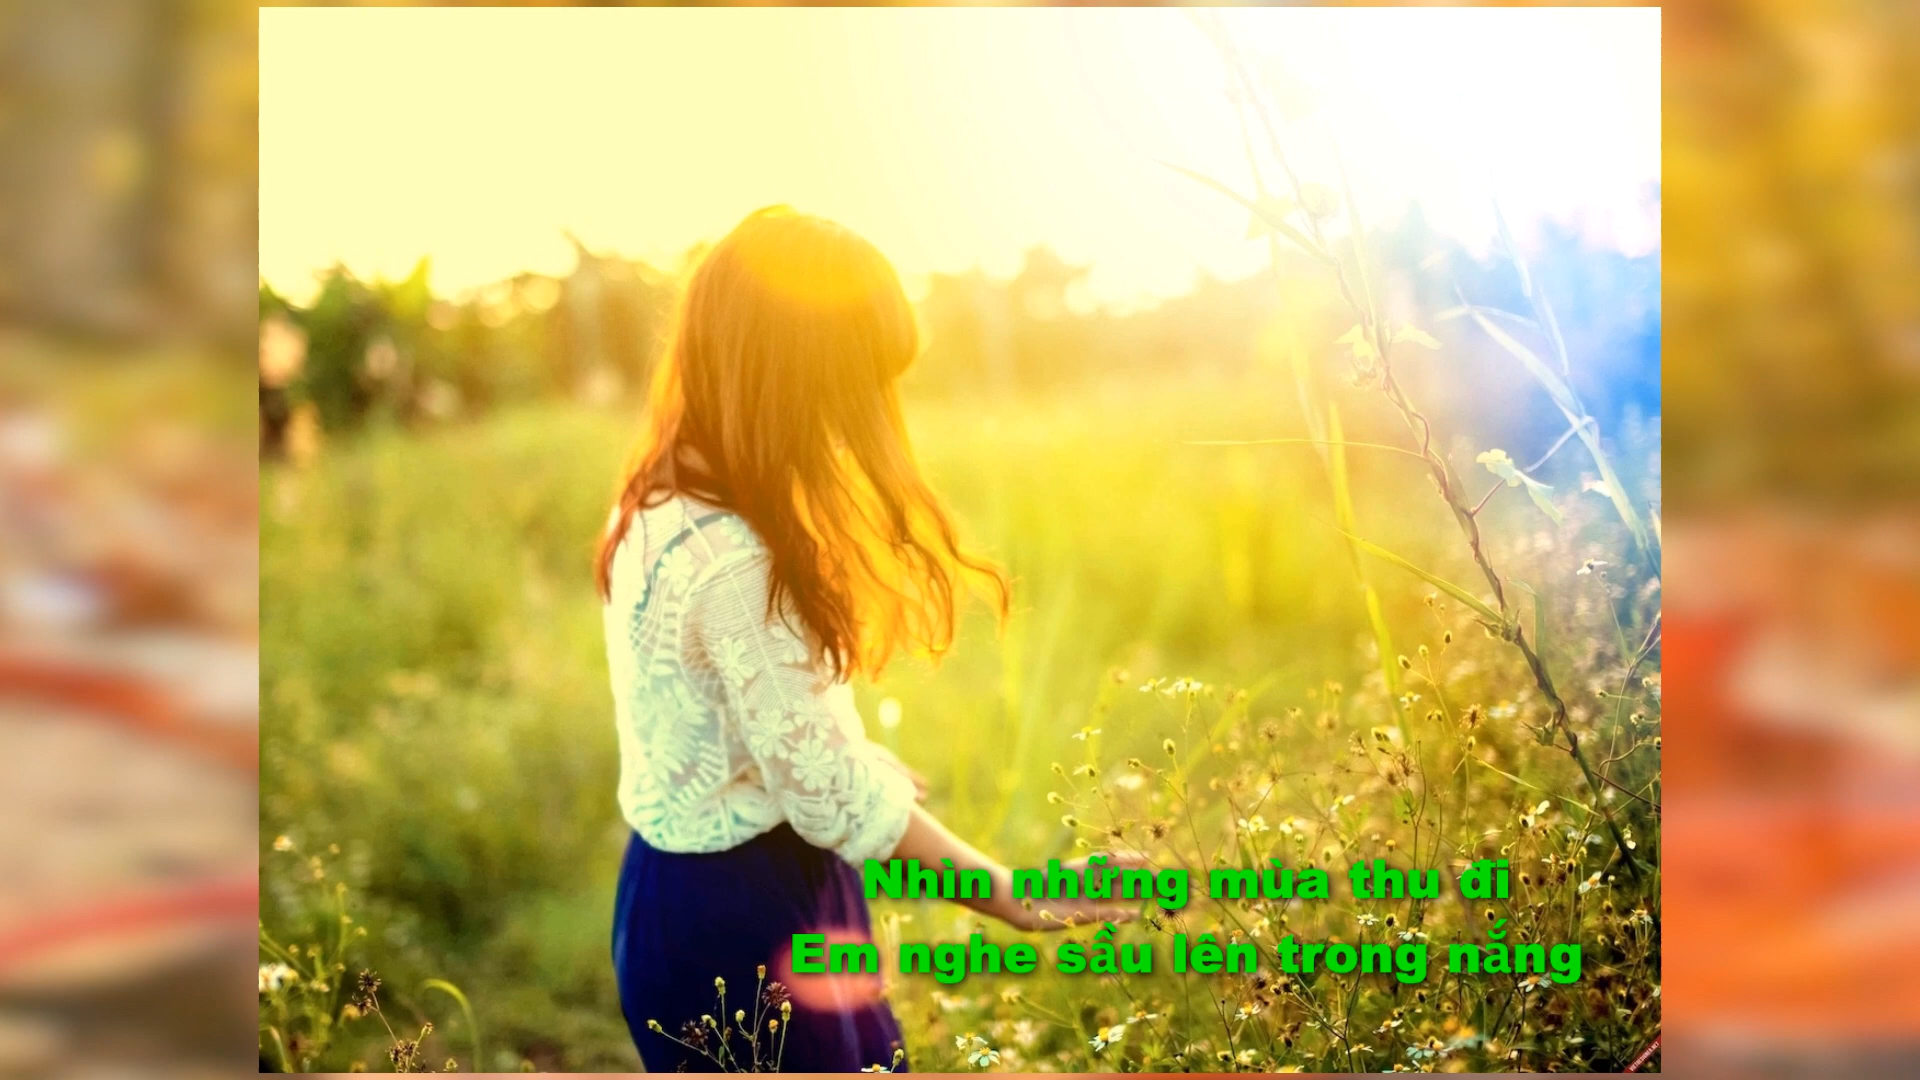 Nhìn những mùa thu đi
Em nghe sầu lên trong nắng